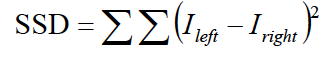 SSD = ∑∑(I_left − I_right)²